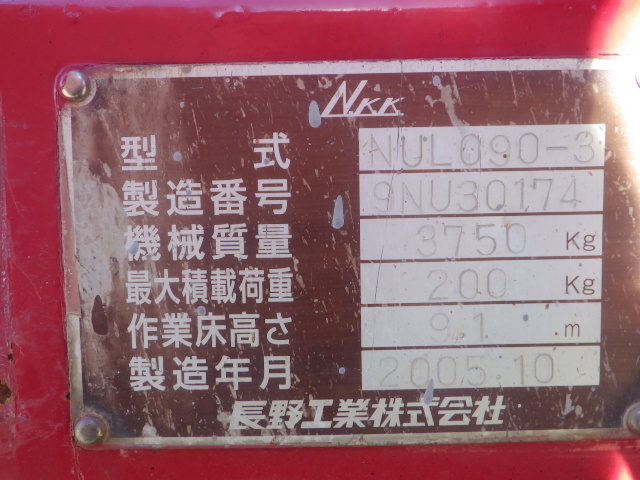 NKK
型式 NUL090-3
製造番号 9NU30174
機械質量 3750 Kg
最大積載荷重 200 Kg
作業床高さ 9.1 m
製造年月 2005.10
長野工業株式会社